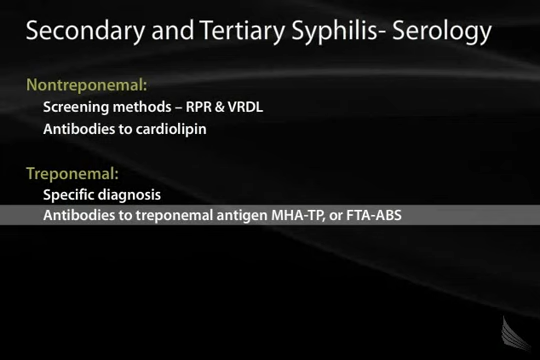 Secondary and Tertiary Syphilis- Serology
Nontreponemal:
Screening methods – RPR & VRDL
Antibodies to cardiolipin
Treponemal:
Specific diagnosis
Antibodies to treponemal antigen MHA-TP, or FTA-ABS